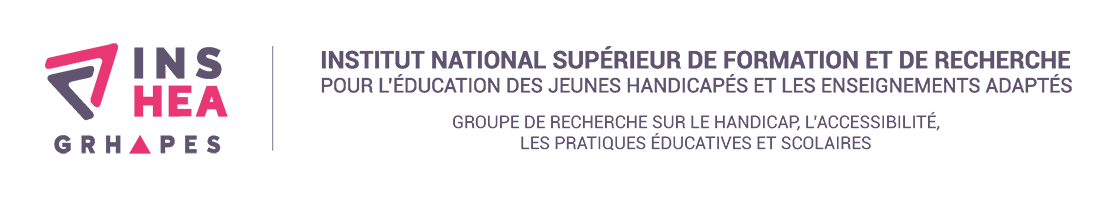 INS
HEA
GRHAPES
INSTITUT NATIONAL SUPÉRIEUR DE FORMATION ET DE RECHERCHE
POUR L'ÉDUCATION DES JEUNES HANDICAPÉS ET LES ENSEIGNEMENTS ADAPTÉS
GROUPE DE RECHERCHE SUR LE HANDICAP, L'ACCESSIBILITÉ,
LES PRATIQUES ÉDUCATIVES ET SCOLAIRES